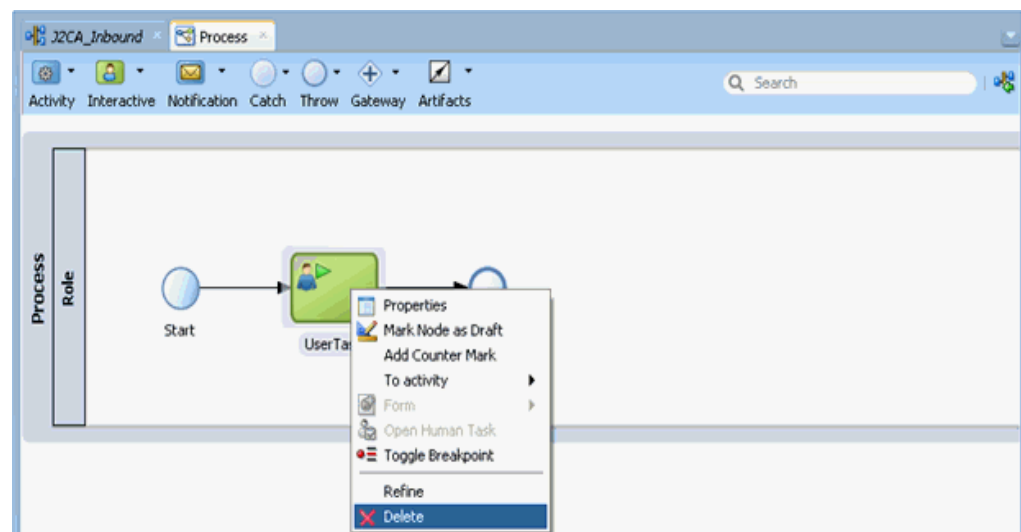 J2CA_Inbound Process
Search
Activity Interactive Notification Catch Throw Gateway Artifacts
Process
Role
Start
UserTas
Properties
Mark Node as Draft
Add Counter Mark
To activity
Form
Open Human Task
Toggle Breakpoint
Refine
Delete